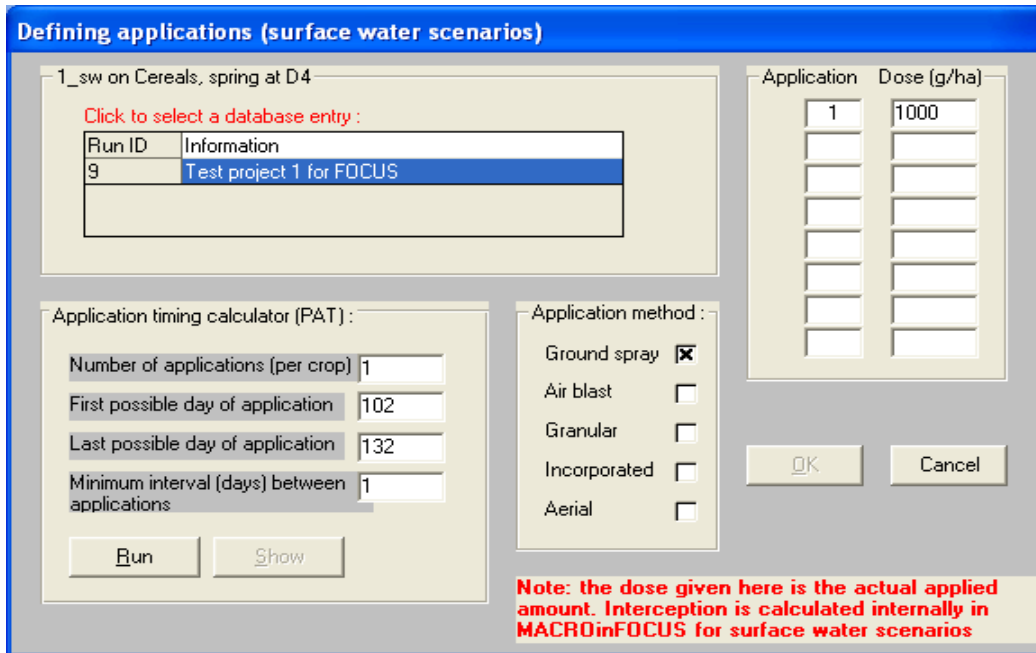 Defining applications (surface water scenarios)
1_sw on Cereals, spring at D4
Click to select a database entry :
Run ID Information
9 Test project 1 for FOCUS
Application Dose (g/ha)
1 1000
Application timing calculator (PAT) :
Number of applications (per crop) 1
First possible day of application 102
Last possible day of application 132
Minimum interval (days) between 1
applications
Run Show
Application method :
Ground spray
Air blast
Granular
Incorporated
Aerial
OK Cancel
Note: the dose given here is the actual applied
amount. Interception is calculated internally in
MACROinFOCUS for surface water scenarios